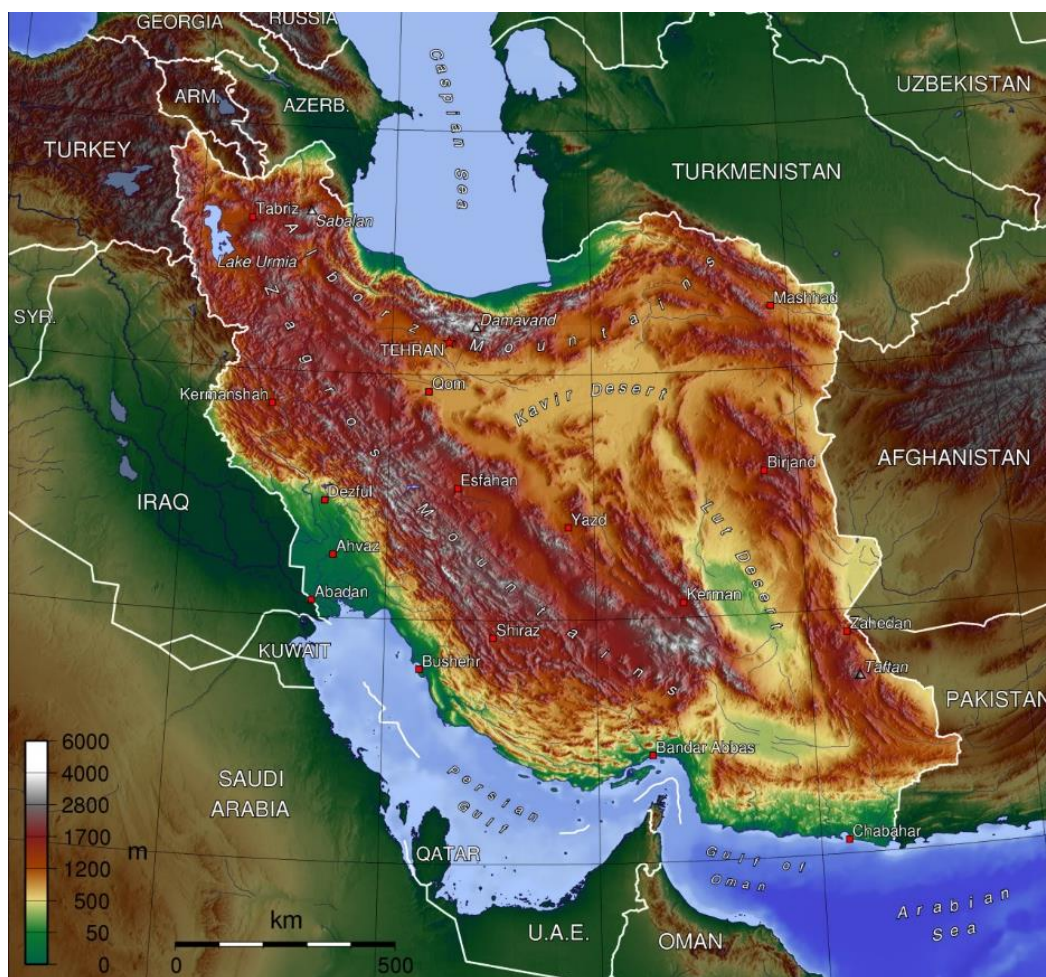 GEORGIA
RUSSIA
ARM.
AZERB.
Caspian Sea
UZBEKISTAN
TURKEY
TURKMENISTAN
Tabriz
Sabalan
Lake Urmia
Alborz Mountains
Mashhad
SYR.
Damavand
TEHRAN
Zagros Mountains
Qom
Kavir Desert
Kermanshah
AFGHANISTAN
Birjand
IRAQ
Dezful
Esfahan
Yazd
Lut Desert
Ahvaz
Abadan
Kerman
Zahedan
KUWAIT
Shiraz
Bushehr
Taftan
PAKISTAN
Bandar Abbas
SAUDI
ARABIA
Persian
Gulf
QATAR
Chabahar
Gulf of
Oman
Arabian
Sea
U.A.E.
OMAN
6000
4000
2800
1700
m
1200
500
50
0
km
0
500